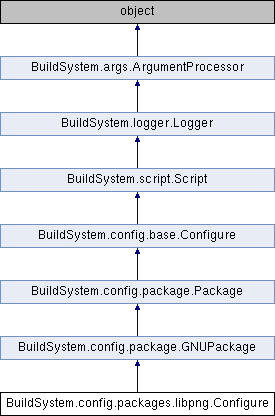 object
BuildSystem.args.ArgumentProcessor
BuildSystem.logger.Logger
BuildSystem.script.Script
BuildSystem.config.base.Configure
BuildSystem.config.package.Package
BuildSystem.config.package.GNUPackage
BuildSystem.config.packages.libpng.Configure